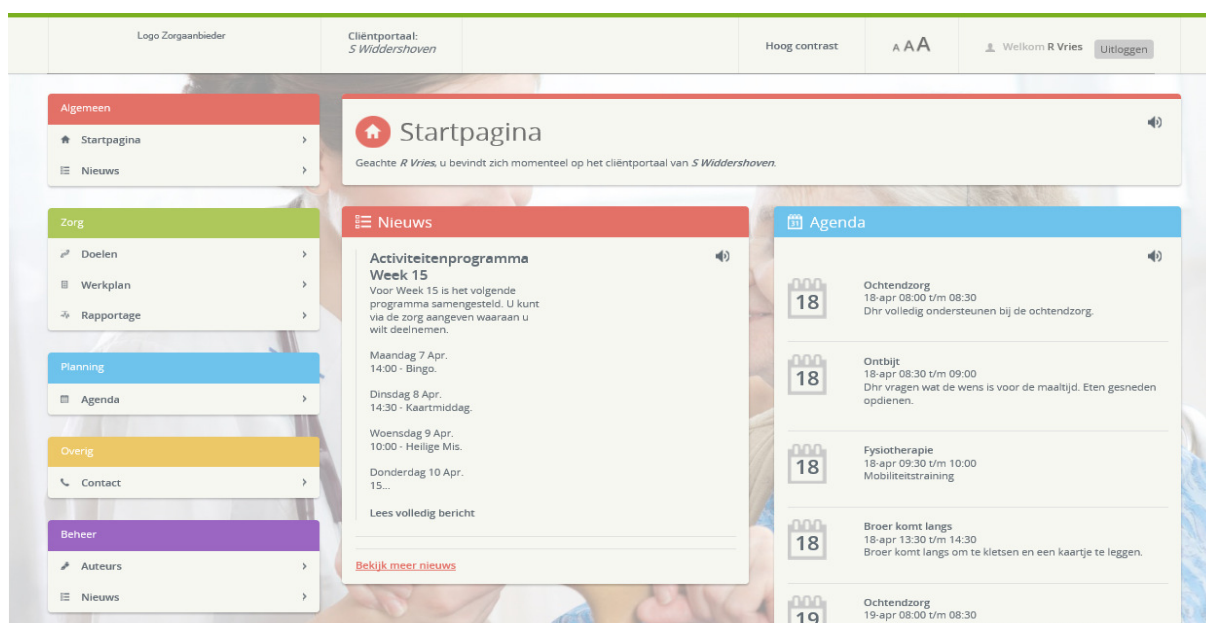 Logo Zorgaanbieder
Cliëntportaal:
S Widdershoven
Hoog contrast
A A A
Welkom R Vries
Uitloggen
Algemeen
Startpagina
Nieuws
Zorg
Doelen
Werkplan
Rapportage
Planning
Agenda
Overig
Contact
Beheer
Auteurs
Nieuws
Startpagina
Geachte R Vries, u bevindt zich momenteel op het cliëntportaal van S Widdershoven.
Nieuws
Activiteitenprogramma
Week 15
Voor Week 15 is het volgende
programma samengesteld. U kunt
via de zorg aangeven waaraan u
wilt deelnemen.
Maandag 7 Apr.
14:00 - Bingo.
Dinsdag 8 Apr.
14:30 - Kaartmiddag.
Woensdag 9 Apr.
10:00 - Heilige Mis.
Donderdag 10 Apr.
15...
Lees volledig bericht
Bekijk meer nieuws
31 Agenda
18
Ochtendzorg
18-apr 08:00 t/m 08:30
Dhr volledig ondersteunen bij de ochtendzorg.
18
Ontbijt
18-apr 08:30 t/m 09:00
Dhr vragen wat de wens is voor de maaltijd. Eten gesneden
opdienen.
18
Fysiotherapie
18-apr 09:30 t/m 10:00
Mobiliteitstraining
18
Broer komt langs
18-apr 13:30 t/m 14:30
Broer komt langs om te kletsen en een kaartje te leggen.
19
Ochtendzorg
19-apr 08:00 t/m 08:30